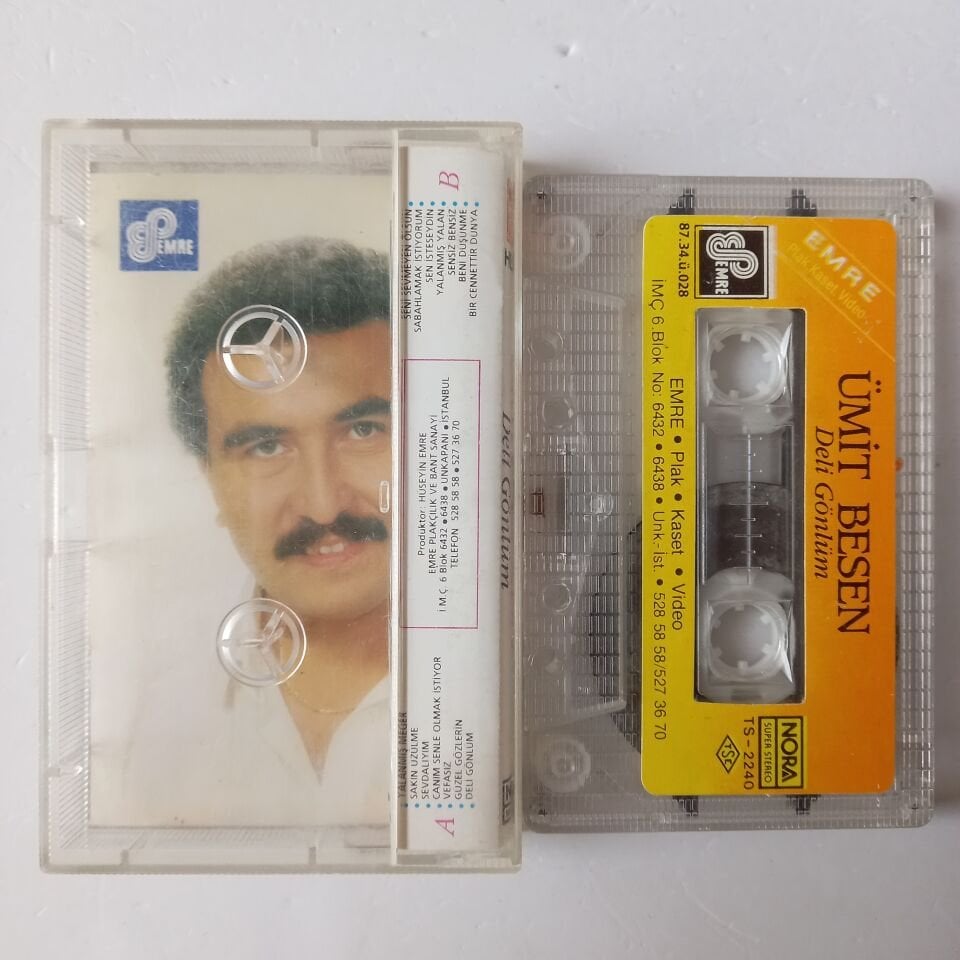 EMRE
B
SENİ SEVMEYEN ÖLSÜN
SABAHLAMAK İSTİYORUM
SEN İSTESEYDİN
YALANMIŞ YALAN
SENSİZ BENSİZ
BENİ DÜŞÜNME
BİR CENNETTİR DÜNYA
Prodüktör: HÜSEYİN EMRE
EMRE PLAKÇILIK VE BANT SANAYİ
İ.M.Ç. 6 Blok 6432 • 6438 • UNKAPANI • İSTANBUL
TELEFON 528 58 58 • 527 36 70
A
YALANMIŞ MEĞER
SAKIN ÜZÜLME
SEVDALIYIM
CANIM SENLE OLMAK İSTİYOR
VEFASIZ
GÜZEL GÖZLERİN
DELİ GÖNLÜM
Deli Gönlüm
EMRE
Plak Kaset Video
ÜMİT BESEN
Deli Gönlüm
EMRE
87.34.ü.028
NORA
SUPER STEREO
TS - 2240
TSE
EMRE • Plak • Kaset • Video
İMÇ 6.Blok No: 6432 • 6438 • Unk.-İst. • 528 58 58/527 36 70